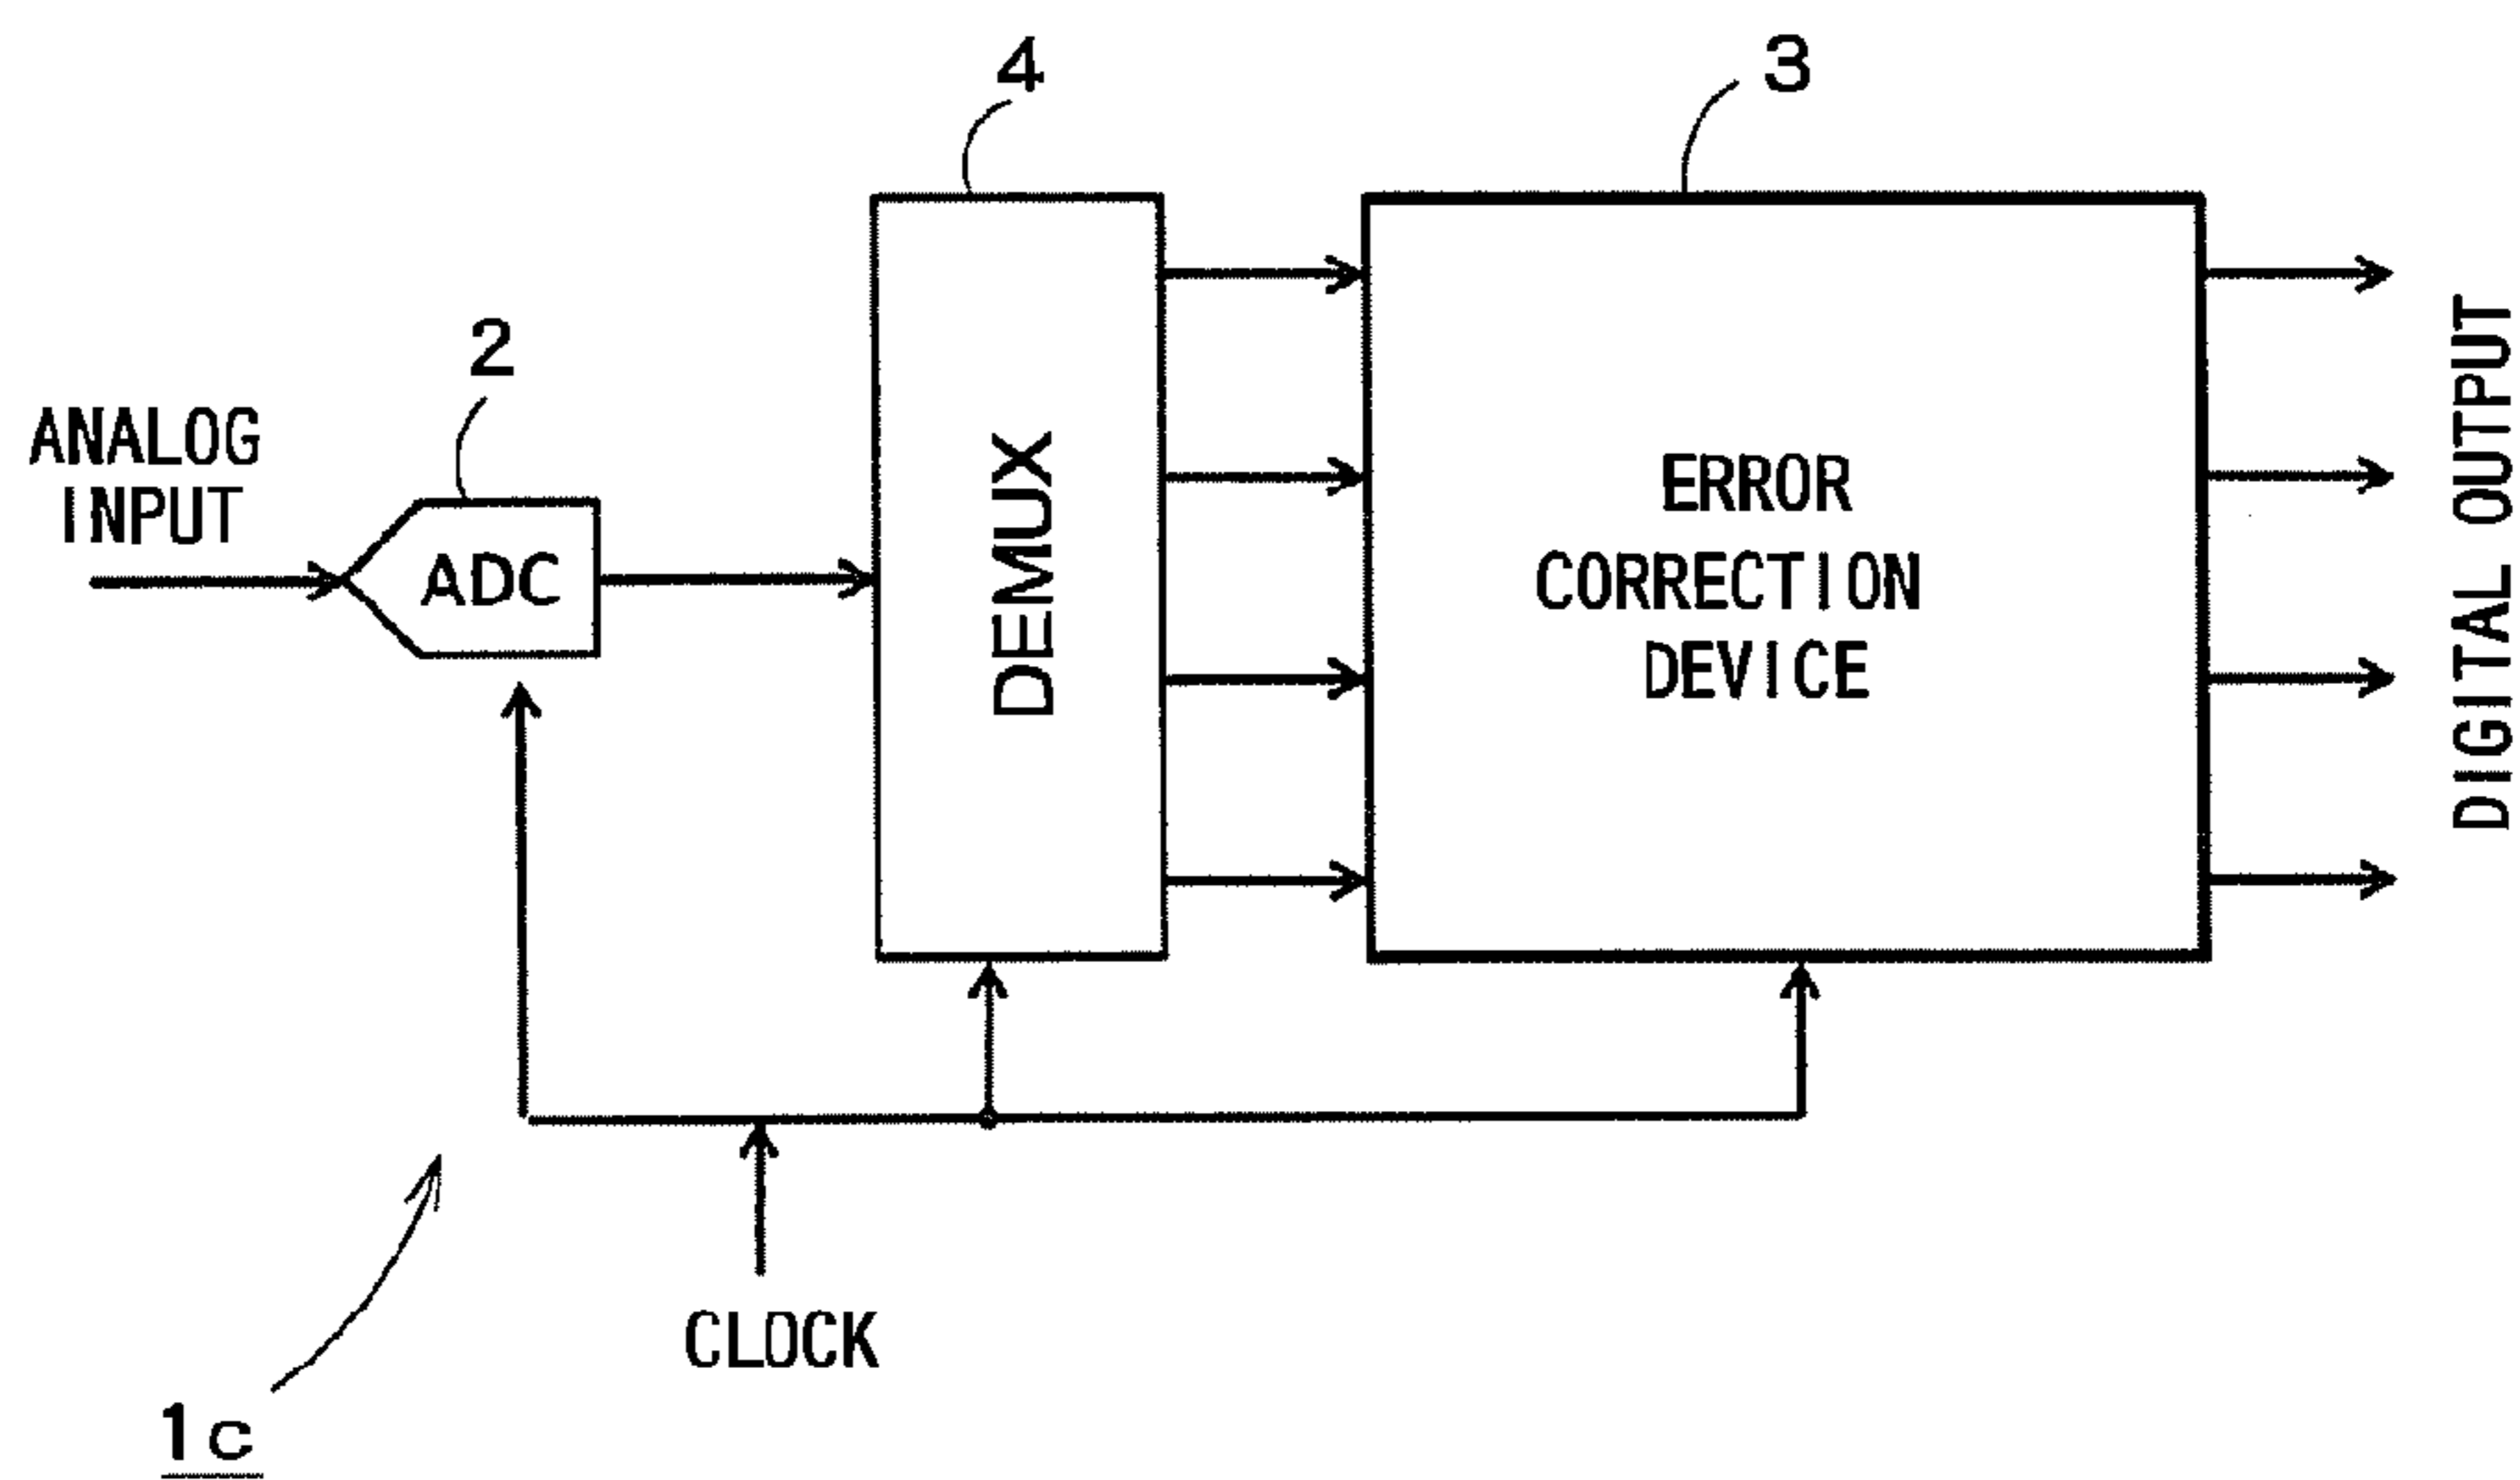 4
3
2
ANALOG
INPUT
ADC
DEMUX
ERROR
CORRECTION
DEVICE
DIGITAL OUTPUT
CLOCK
1c